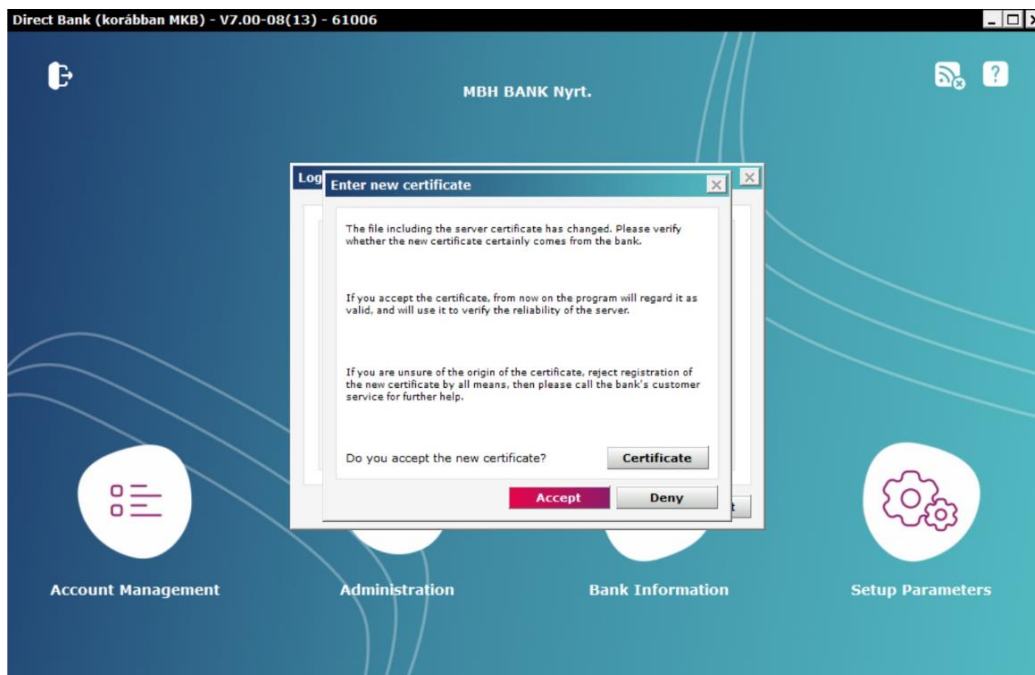 Direct Bank (korábban MKB) - V7.00-08(13) - 61006
MBH BANK Nyrt.
Log
Enter new certificate
The file including the server certificate has changed. Please verify
whether the new certificate certainly comes from the bank.
If you accept the certificate, from now on the program will regard it as
valid, and will use it to verify the reliability of the server.
If you are unsure of the origin of the certificate, reject registration of
the new certificate by all means, then please call the bank's customer
service for further help.
Do you accept the new certificate?
Certificate
Accept
Deny
Account Management
Administration
Bank Information
Setup Parameters